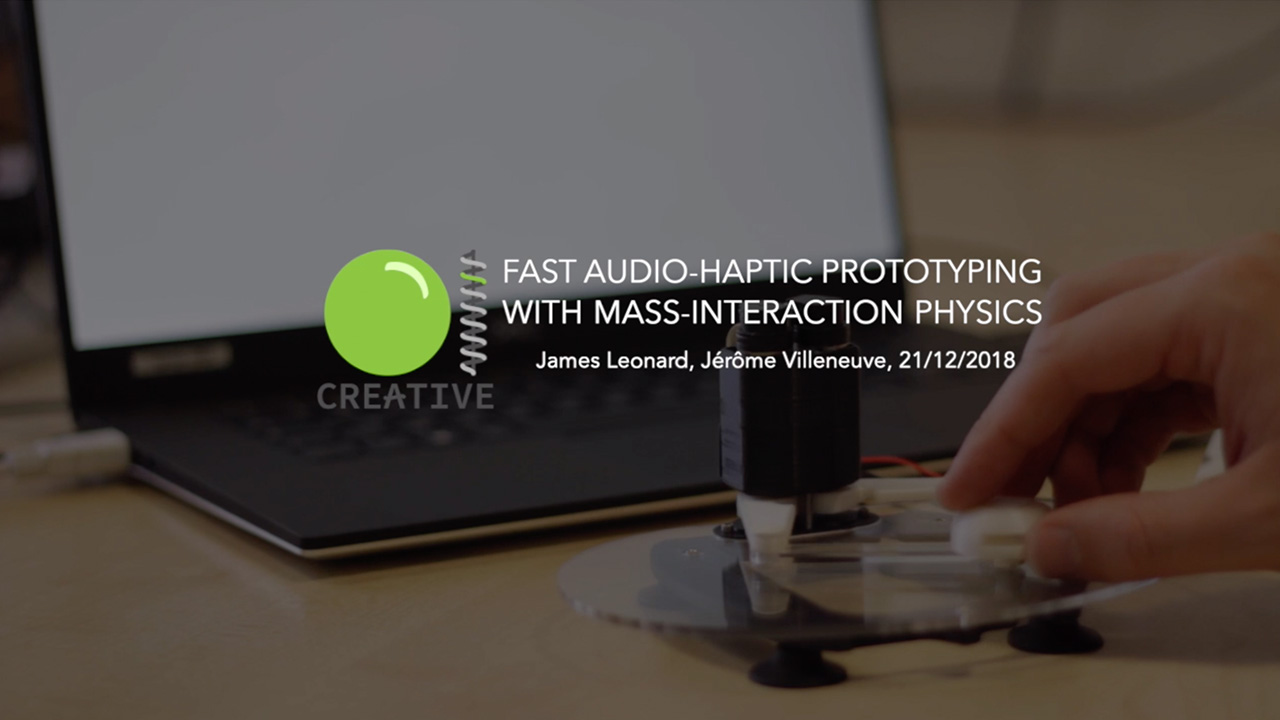 FAST AUDIO-HAPTIC PROTOTYPING
WITH MASS-INTERACTION PHYSICS
James Leonard, Jérôme Villeneuve, 21/12/2018
CREATIVE